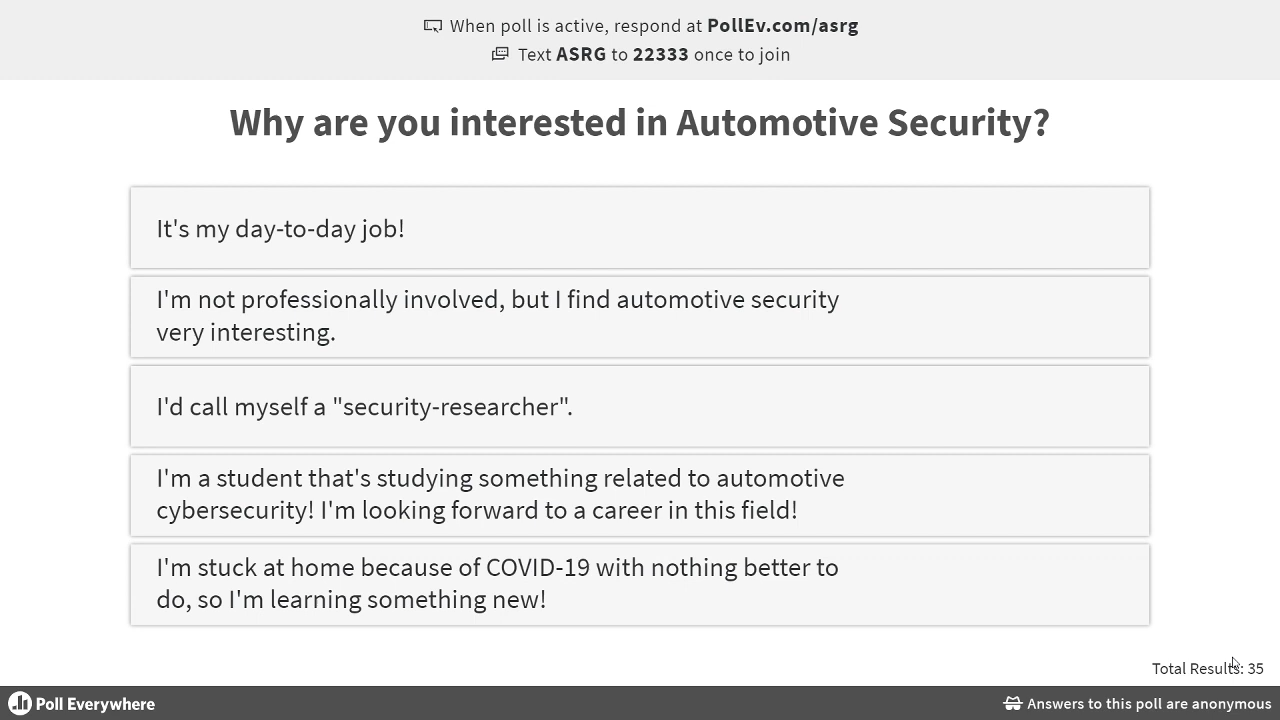 When poll is active, respond at PollEv.com/asrg
Text ASRG to 22333 once to join
Why are you interested in Automotive Security?
It's my day-to-day job!
I'm not professionally involved, but I find automotive security
very interesting.
I'd call myself a "security-researcher".
I'm a student that's studying something related to automotive
cybersecurity! I'm looking forward to a career in this field!
I'm stuck at home because of COVID-19 with nothing better to
do, so I'm learning something new!
Total Results: 35
Poll Everywhere
Answers to this poll are anonymous